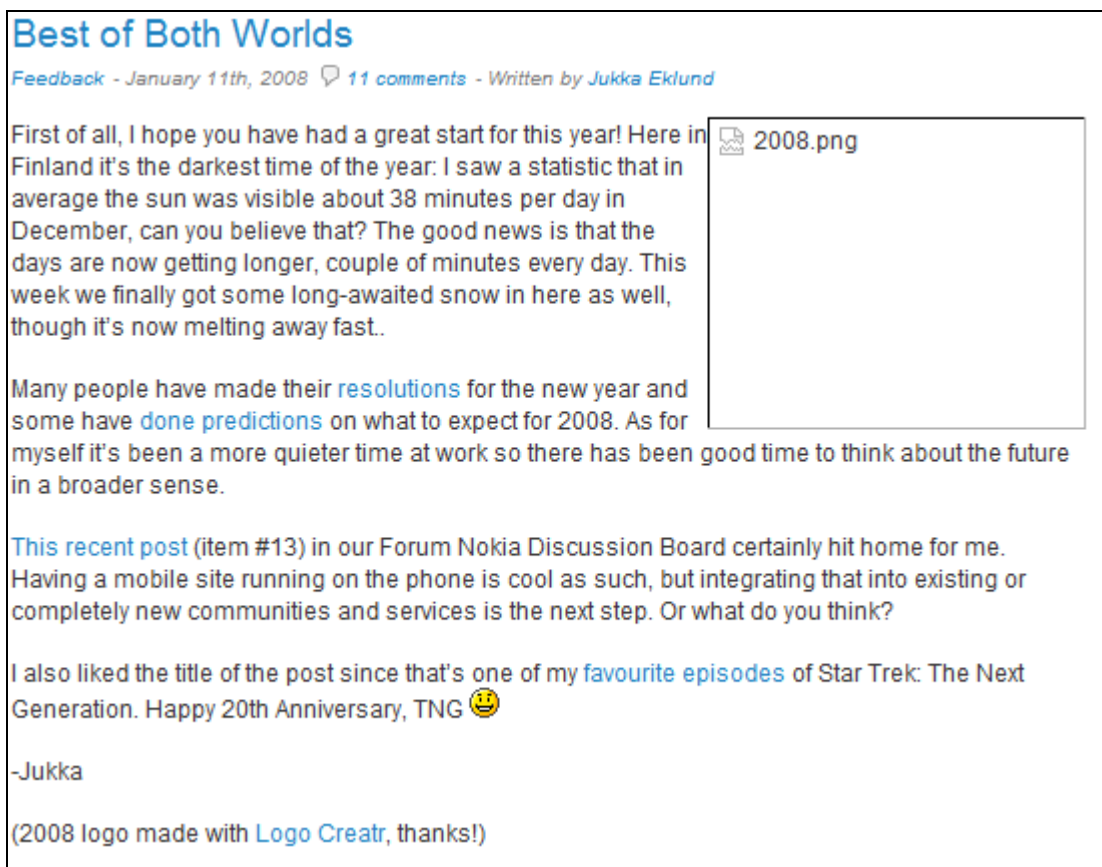 Best of Both Worlds
Feedback - January 11th, 2008 11 comments - Written by Jukka Eklund
First of all, I hope you have had a great start for this year! Here in
2008.png
Finland it's the darkest time of the year: I saw a statistic that in
average the sun was visible about 38 minutes per day in
December, can you believe that? The good news is that the
days are now getting longer, couple of minutes every day. This
week we finally got some long-awaited snow in here as well,
though it's now melting away fast..
Many people have made their resolutions for the new year and
some have done predictions on what to expect for 2008. As for
myself it's been a more quieter time at work so there has been good time to think about the future
in a broader sense.
This recent post (item #13) in our Forum Nokia Discussion Board certainly hit home for me.
Having a mobile site running on the phone is cool as such, but integrating that into existing or
completely new communities and services is the next step. Or what do you think?
I also liked the title of the post since that's one of my favourite episodes of Star Trek: The Next
Generation. Happy 20th Anniversary, TNG
-Jukka
(2008 logo made with Logo Creatr, thanks!)